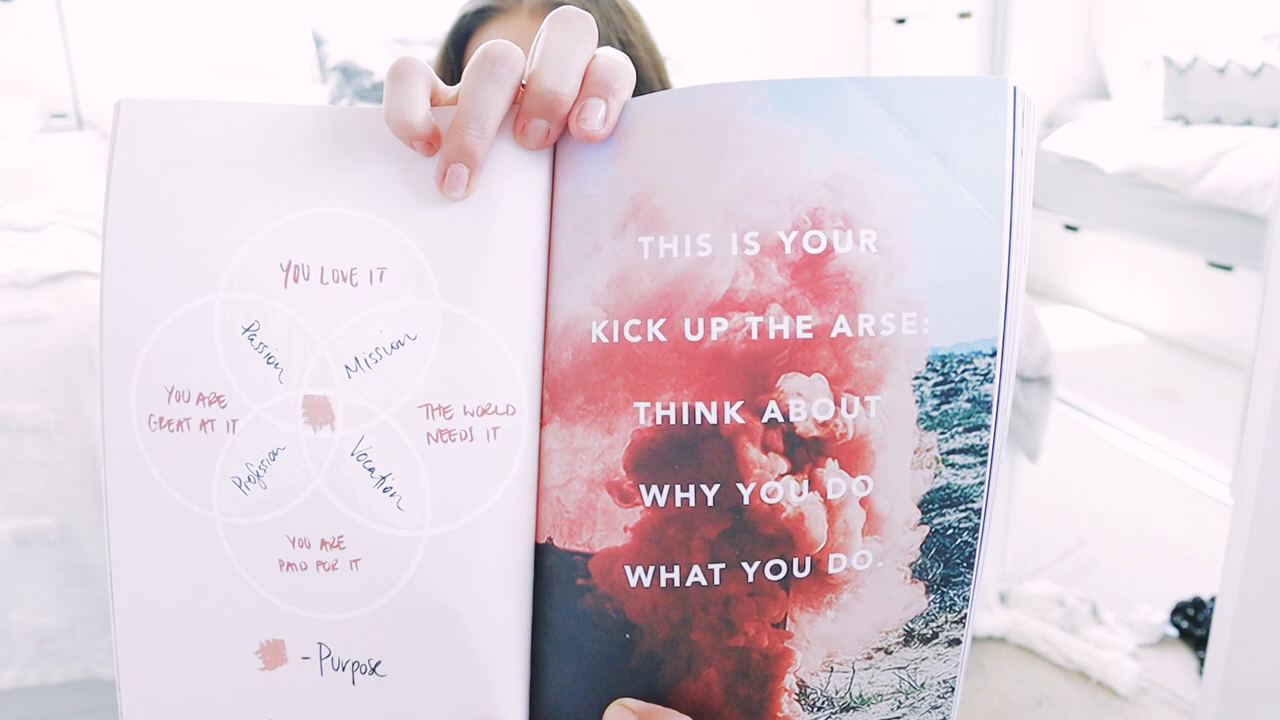 YOU LOVE IT
Passion
Mission
YOU ARE
GREAT AT IT
THE WORLD
NEEDS IT
Profession
Vocation
YOU ARE
PAID FOR IT
- Purpose
THIS IS YOUR
KICK UP THE ARSE:
THINK ABOUT
WHY YOU DO
WHAT YOU DO.